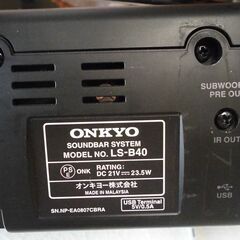 SUBWOOFER
PRE OUT
IR OUT
USB
ONKYO
SOUNDBAR SYSTEM
MODEL NO. LS-B40
PS
E
ONK
RATING:
DC 21V 23.5W
オンキヨー株式会社
MADE IN MALAYSIA
SN.NP-EA0807CBRA
USB Terminal
5V/0.5A